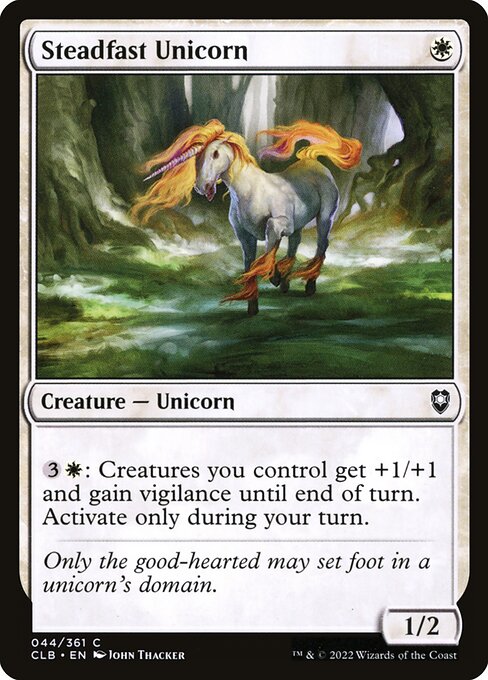 Steadfast Unicorn
Creature — Unicorn
3: Creatures you control get +1/+1
and gain vigilance until end of turn.
Activate only during your turn.
Only the good-hearted may set foot in a
unicorn's domain.
1/2
044/361 C
CLB • EN John Thacker
™ & © 2022 Wizards of the Coast